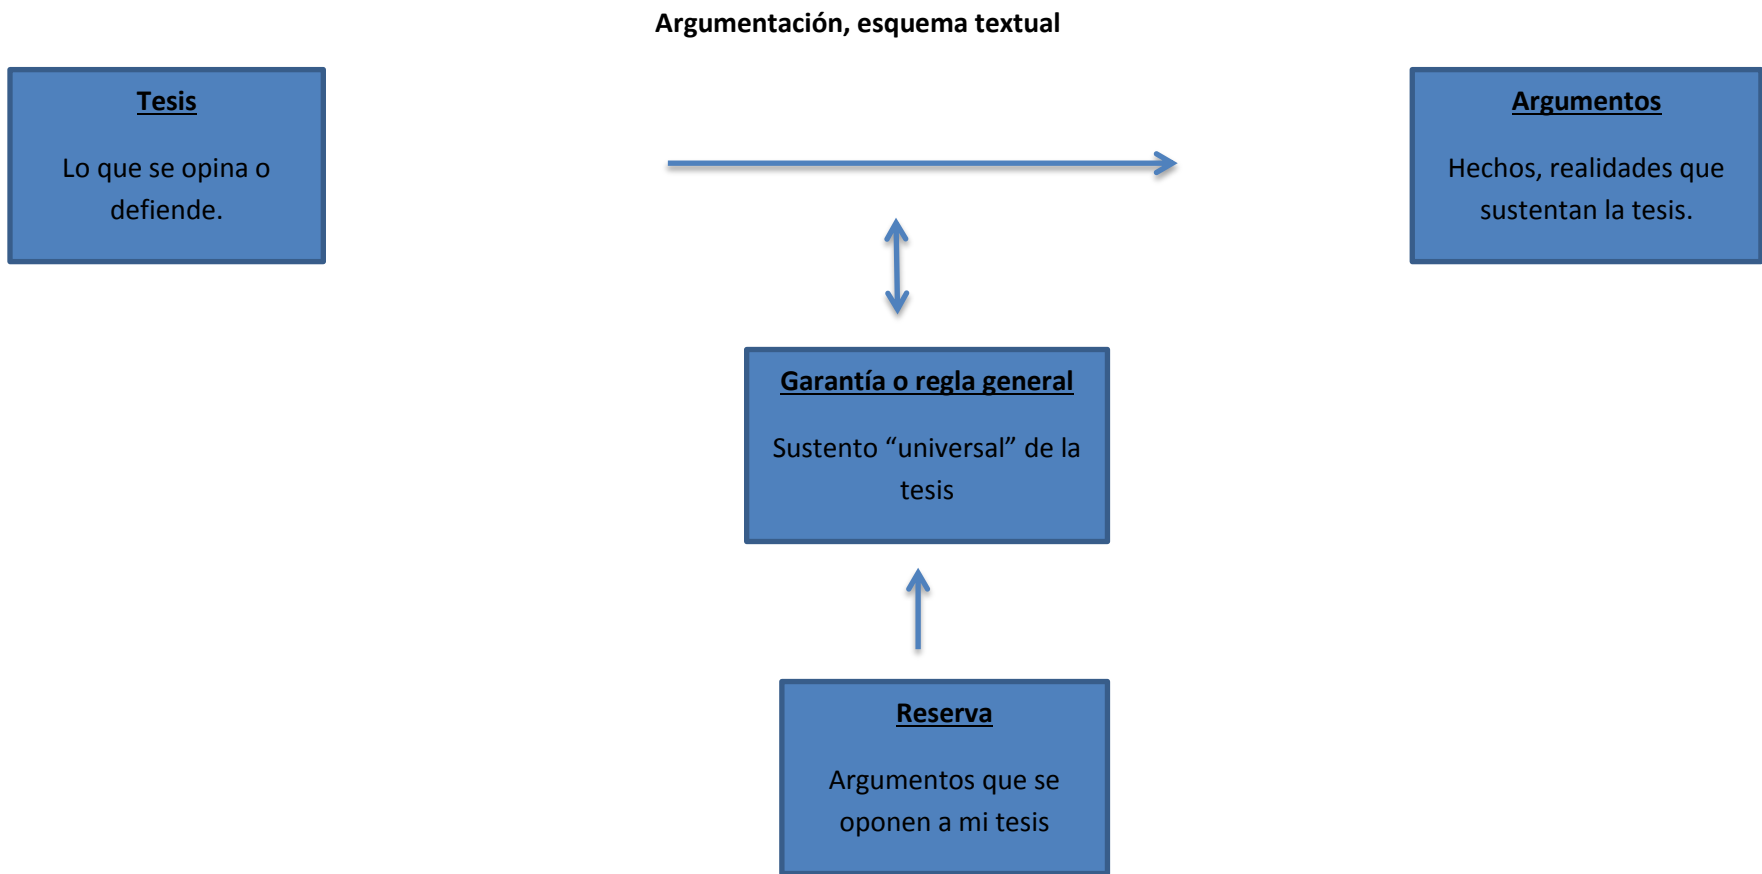 Argumentación, esquema textual
Tesis
Lo que se opina o
defiende.
Argumentos
Hechos, realidades que
sustentan la tesis.
Garantía o regla general
Sustento “universal” de la
tesis
Reserva
Argumentos que se
oponen a mi tesis